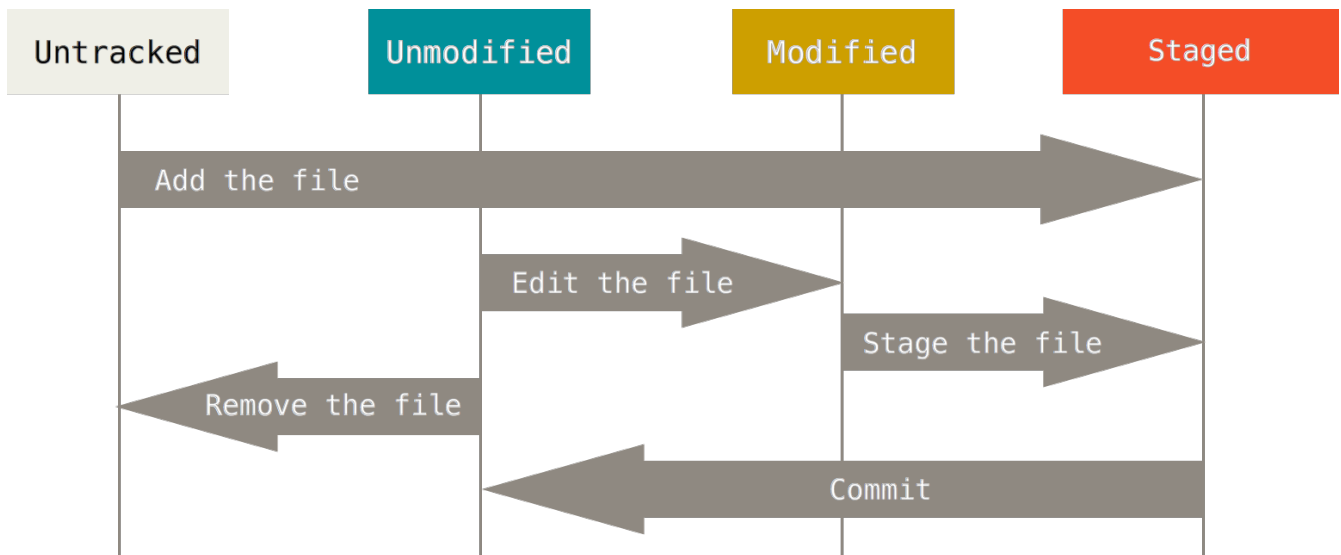 Untracked
Unmodified
Modified
Staged
Add the file
Edit the file
Stage the file
Remove the file
Commit